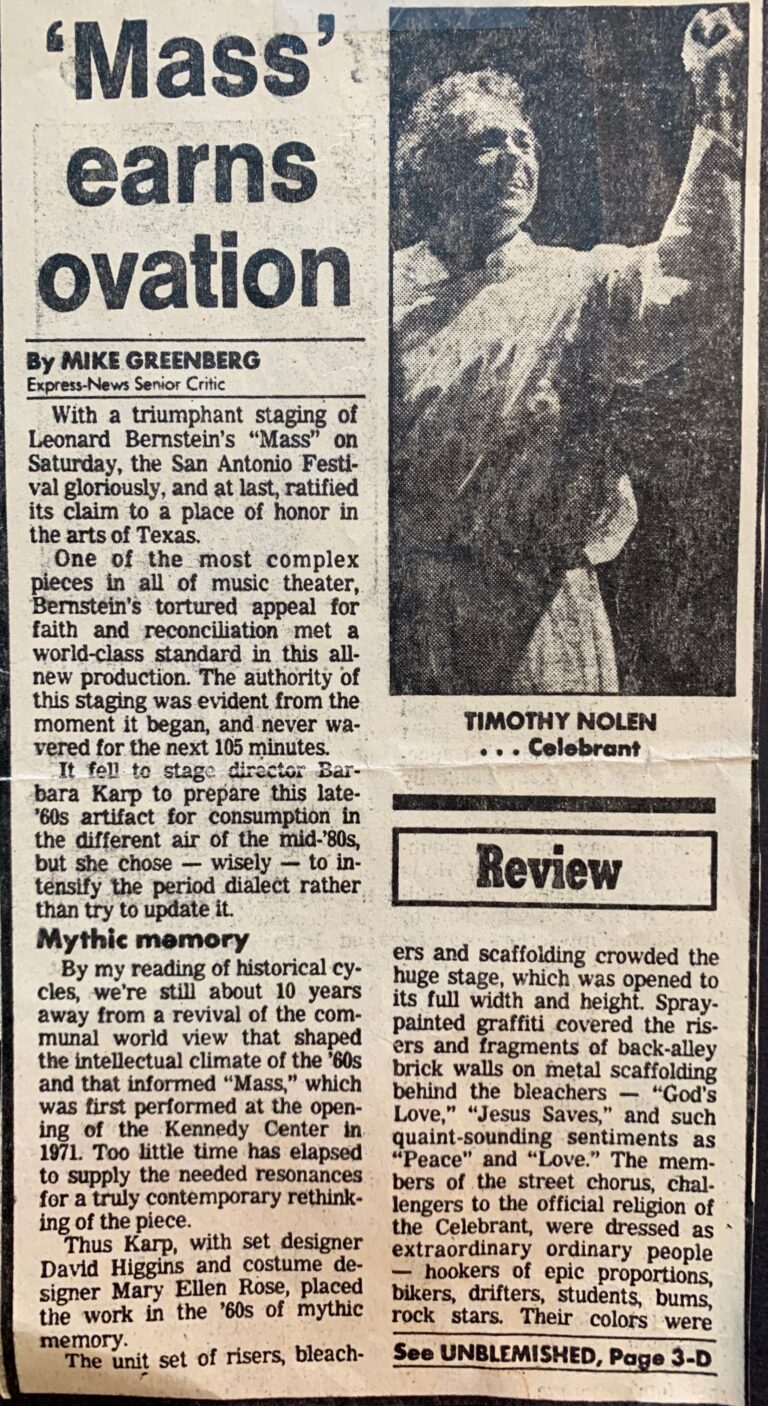 ‘Mass’
earns
ovation
By MIKE GREENBERG
Express-News Senior Critic
With a triumphant staging of
Leonard Bernstein’s “Mass” on
Saturday, the San Antonio Festi-
val gloriously, and at last, ratified
its claim to a place of honor in
the arts of Texas.
One of the most complex
pieces in all of music theater,
Bernstein’s tortured appeal for
faith and reconciliation met a
world-class standard in this all-
new production. The authority of
this staging was evident from the
moment it began, and never wa-
vered for the next 105 minutes.
It fell to stage director Bar-
bara Karp to prepare this late-
’60s artifact for consumption in
the different air of the mid-’80s,
but she chose — wisely — to in-
tensify the period dialect rather
than try to update it.
Mythic memory
By my reading of historical cy-
cles, we’re still about 10 years
away from a revival of the com-
munal world view that shaped
the intellectual climate of the ’60s
and that informed “Mass,” which
was first performed at the open-
ing of the Kennedy Center in
1971. Too little time has elapsed
to supply the needed resonances
for a truly contemporary rethink-
ing of the piece.
Thus Karp, with set designer
David Higgins and costume de-
signer Mary Ellen Rose, placed
the work in the ’60s of mythic
memory.
The unit set of risers, bleach-
TIMOTHY NOLEN
. . . Celebrant
Review
ers and scaffolding crowded the
huge stage, which was opened to
its full width and height. Spray-
painted graffiti covered the ris-
ers and fragments of back-alley
brick walls on metal scaffolding
behind the bleachers — “God’s
Love,” “Jesus Saves,” and such
quaint-sounding sentiments as
“Peace” and “Love.” The mem-
bers of the street chorus, chal-
lengers to the official religion of
the Celebrant, were dressed as
extraordinary ordinary people
— hookers of epic proportions,
bikers, drifters, students, bums,
rock stars. Their colors were
See UNBLEMISHED, Page 3-D